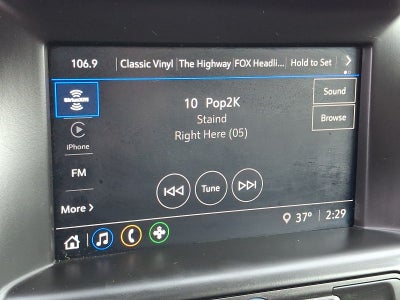 106.9 Classic Vinyl The Highway FOX Headli... Hold to Set
SiriusXM
iPhone
FM
More
10 Pop2K
Staind
Right Here (05)
Tune
Sound
Browse
37° 2:29